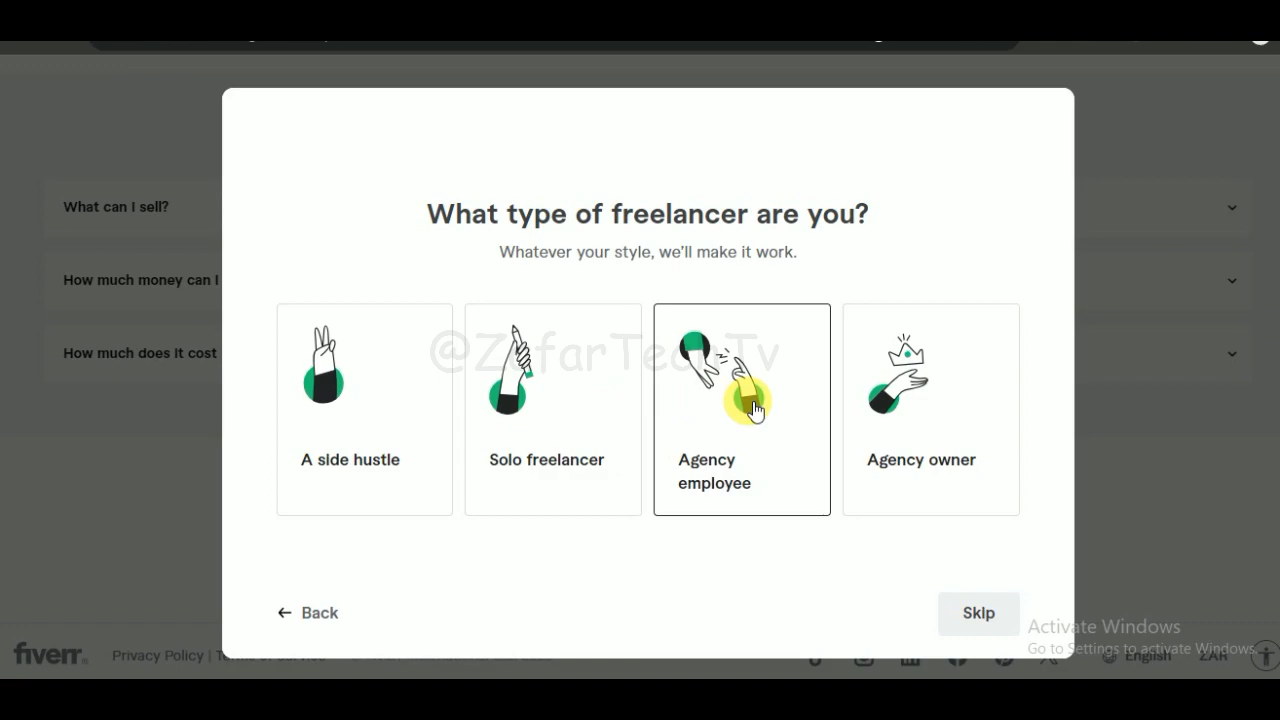 What can I sell?
How much money can I
How much does it cost
What type of freelancer are you?
Whatever your style, we'll make it work.
@ZafarTechTv
A side hustle
Solo freelancer
Agency
employee
Agency owner
← Back
Skip
Activate Windows
Go to Settings to activate Windows.
fiverr.
Privacy Policy |
English
ZAR